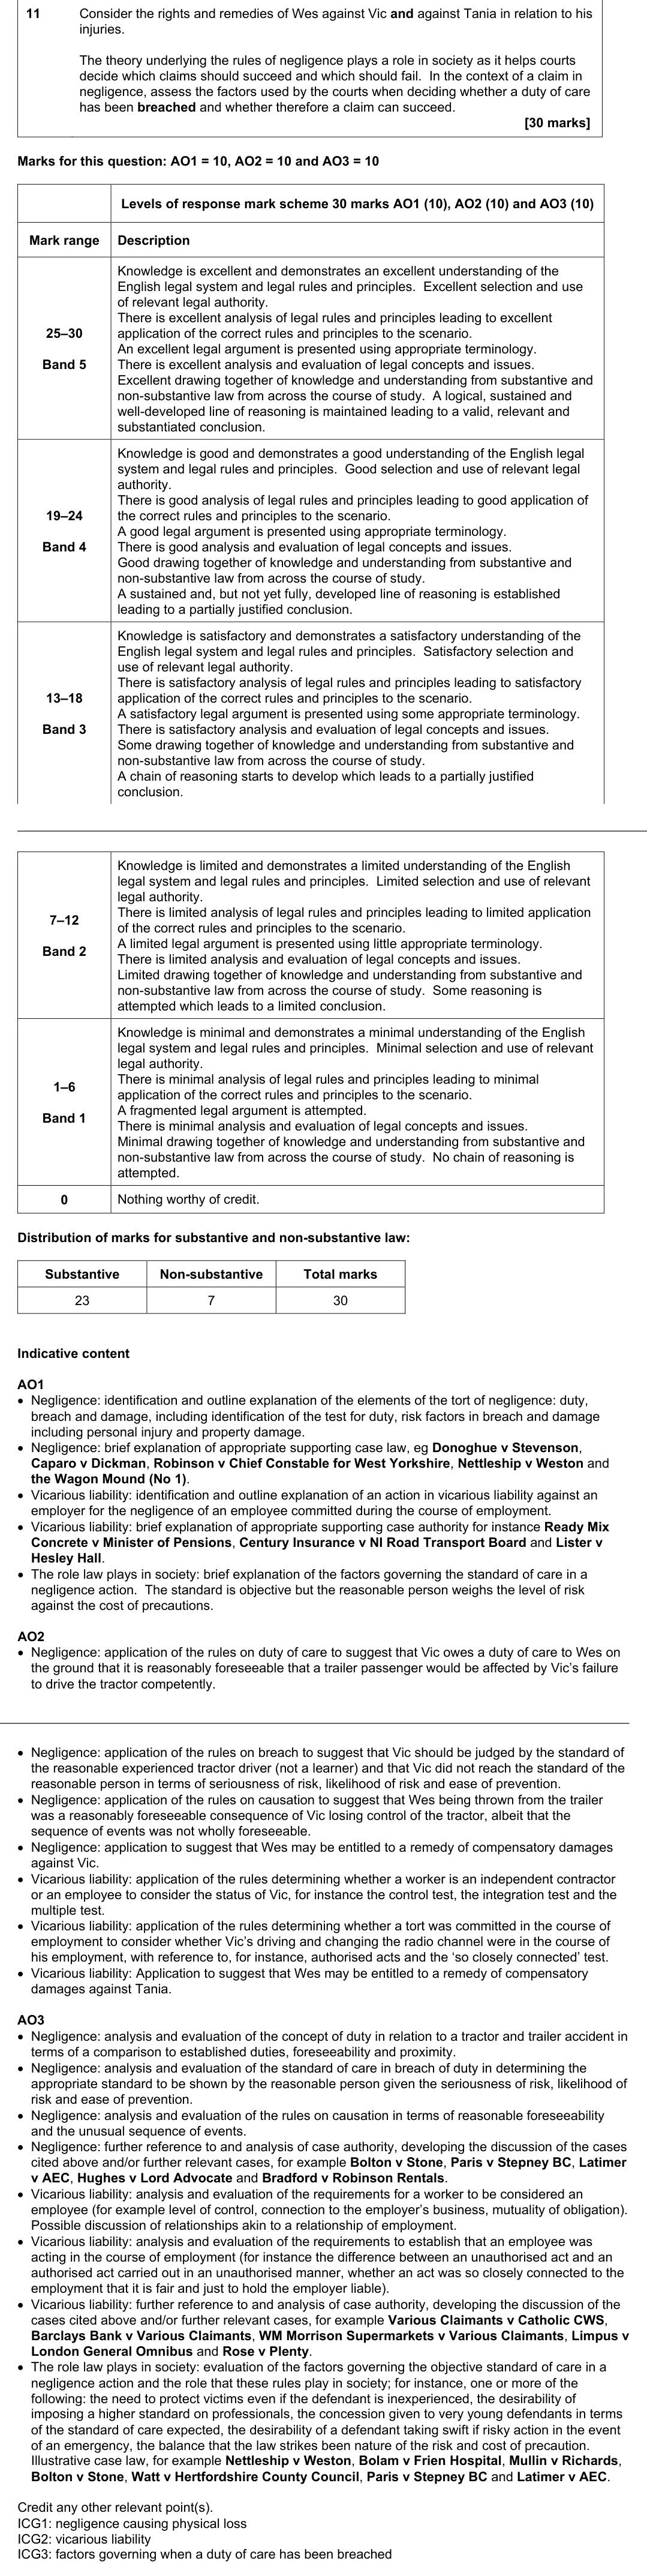 11 Consider the rights and remedies of Wes against Vic and against Tania in relation to his
injuries.
The theory underlying the rules of negligence plays a role in society as it helps courts
decide which claims should succeed and which should fail. In the context of a claim in
negligence, assess the factors used by the courts when deciding whether a duty of care
has been breached and whether therefore a claim can succeed.
[30 marks]
Marks for this question: AO1 = 10, AO2 = 10 and AO3 = 10
Levels of response mark scheme 30 marks AO1 (10), AO2 (10) and AO3 (10)
Mark range Description
25–30
Band 5
Knowledge is excellent and demonstrates an excellent understanding of the
English legal system and legal rules and principles. Excellent selection and use
of relevant legal authority.
There is excellent analysis of legal rules and principles leading to excellent
application of the correct rules and principles to the scenario.
An excellent legal argument is presented using appropriate terminology.
There is excellent analysis and evaluation of legal concepts and issues.
Excellent drawing together of knowledge and understanding from substantive and
non-substantive law from across the course of study. A logical, sustained and
well-developed line of reasoning is maintained leading to a valid, relevant and
substantiated conclusion.
19–24
Band 4
Knowledge is good and demonstrates a good understanding of the English legal
system and legal rules and principles. Good selection and use of relevant legal
authority.
There is good analysis of legal rules and principles leading to good application of
the correct rules and principles to the scenario.
A good legal argument is presented using appropriate terminology.
There is good analysis and evaluation of legal concepts and issues.
Good drawing together of knowledge and understanding from substantive and
non-substantive law from across the course of study.
A sustained and, but not yet fully, developed line of reasoning is established
leading to a partially justified conclusion.
13–18
Band 3
Knowledge is satisfactory and demonstrates a satisfactory understanding of the
English legal system and legal rules and principles. Satisfactory selection and
use of relevant legal authority.
There is satisfactory analysis of legal rules and principles leading to satisfactory
application of the correct rules and principles to the scenario.
A satisfactory legal argument is presented using some appropriate terminology.
There is satisfactory analysis and evaluation of legal concepts and issues.
Some drawing together of knowledge and understanding from substantive and
non-substantive law from across the course of study.
A chain of reasoning starts to develop which leads to a partially justified
conclusion.
7–12
Band 2
Knowledge is limited and demonstrates a limited understanding of the English
legal system and legal rules and principles. Limited selection and use of relevant
legal authority.
There is limited analysis of legal rules and principles leading to limited application
of the correct rules and principles to the scenario.
A limited legal argument is presented using little appropriate terminology.
There is limited analysis and evaluation of legal concepts and issues.
Limited drawing together of knowledge and understanding from substantive and
non-substantive law from across the course of study. Some reasoning is
attempted which leads to a limited conclusion.
1–6
Band 1
Knowledge is minimal and demonstrates a minimal understanding of the English
legal system and legal rules and principles. Minimal selection and use of relevant
legal authority.
There is minimal analysis of legal rules and principles leading to minimal
application of the correct rules and principles to the scenario.
A fragmented legal argument is attempted.
There is minimal analysis and evaluation of legal concepts and issues.
Minimal drawing together of knowledge and understanding from substantive and
non-substantive law from across the course of study. No chain of reasoning is
attempted.
0 Nothing worthy of credit.
Distribution of marks for substantive and non-substantive law:
Substantive Non-substantive Total marks
23 7 30
Indicative content
AO1
• Negligence: identification and outline explanation of the elements of the tort of negligence: duty,
breach and damage, including identification of the test for duty, risk factors in breach and damage
including personal injury and property damage.
• Negligence: brief explanation of appropriate supporting case law, eg Donoghue v Stevenson,
Caparo v Dickman, Robinson v Chief Constable for West Yorkshire, Nettleship v Weston and
the Wagon Mound (No 1).
• Vicarious liability: identification and outline explanation of an action in vicarious liability against an
employer for the negligence of an employee committed during the course of employment.
• Vicarious liability: brief explanation of appropriate supporting case authority for instance Ready Mix
Concrete v Minister of Pensions, Century Insurance v NI Road Transport Board and Lister v
Hesley Hall.
• The role law plays in society: brief explanation of the factors governing the standard of care in a
negligence action. The standard is objective but the reasonable person weighs the level of risk
against the cost of precautions.
AO2
• Negligence: application of the rules on duty of care to suggest that Vic owes a duty of care to Wes on
the ground that it is reasonably foreseeable that a trailer passenger would be affected by Vic's failure
to drive the tractor competently.
• Negligence: application of the rules on breach to suggest that Vic should be judged by the standard of
the reasonable experienced tractor driver (not a learner) and that Vic did not reach the standard of the
reasonable person in terms of seriousness of risk, likelihood of risk and ease of prevention.
• Negligence: application of the rules on causation to suggest that Wes being thrown from the trailer
was a reasonably foreseeable consequence of Vic losing control of the tractor, albeit that the
sequence of events was not wholly foreseeable.
• Negligence: application to suggest that Wes may be entitled to a remedy of compensatory damages
against Vic.
• Vicarious liability: application of the rules determining whether a worker is an independent contractor
or an employee to consider the status of Vic, for instance the control test, the integration test and the
multiple test.
• Vicarious liability: application of the rules determining whether a tort was committed in the course of
employment to consider whether Vic's driving and changing the radio channel were in the course of
his employment, with reference to, for instance, authorised acts and the 'so closely connected' test.
• Vicarious liability: Application to suggest that Wes may be entitled to a remedy of compensatory
damages against Tania.
AO3
• Negligence: analysis and evaluation of the concept of duty in relation to a tractor and trailer accident in
terms of a comparison to established duties, foreseeability and proximity.
• Negligence: analysis and evaluation of the standard of care in breach of duty in determining the
appropriate standard to be shown by the reasonable person given the seriousness of risk, likelihood of
risk and ease of prevention.
• Negligence: analysis and evaluation of the rules on causation in terms of reasonable foreseeability
and the unusual sequence of events.
• Negligence: further reference to and analysis of case authority, developing the discussion of the cases
cited above and/or further relevant cases, for example Bolton v Stone, Paris v Stepney BC, Latimer
v AEC, Hughes v Lord Advocate and Bradford v Robinson Rentals.
• Vicarious liability: analysis and evaluation of the requirements for a worker to be considered an
employee (for example level of control, connection to the employer's business, mutuality of obligation).
Possible discussion of relationships akin to a relationship of employment.
• Vicarious liability: analysis and evaluation of the requirements to establish that an employee was
acting in the course of employment (for instance the difference between an unauthorised act and an
authorised act carried out in an unauthorised manner, whether an act was so closely connected to the
employment that it is fair and just to hold the employer liable).
• Vicarious liability: further reference to and analysis of case authority, developing the discussion of the
cases cited above and/or further relevant cases, for example Various Claimants v Catholic CWS,
Barclays Bank v Various Claimants, WM Morrison Supermarkets v Various Claimants, Limpus v
London General Omnibus and Rose v Plenty.
• The role law plays in society: evaluation of the factors governing the objective standard of care in a
negligence action and the role that these rules play in society; for instance, one or more of the
following: the need to protect victims even if the defendant is inexperienced, the desirability of
imposing a higher standard on professionals, the concession given to very young defendants in terms
of the standard of care expected, the desirability of a defendant taking swift if risky action in the event
of an emergency, the balance that the law strikes been nature of the risk and cost of precaution.
Illustrative case law, for example Nettleship v Weston, Bolam v Frien Hospital, Mullin v Richards,
Bolton v Stone, Watt v Hertfordshire County Council, Paris v Stepney BC and Latimer v AEC.
Credit any other relevant point(s).
ICG1: negligence causing physical loss
ICG2: vicarious liability
ICG3: factors governing when a duty of care has been breached